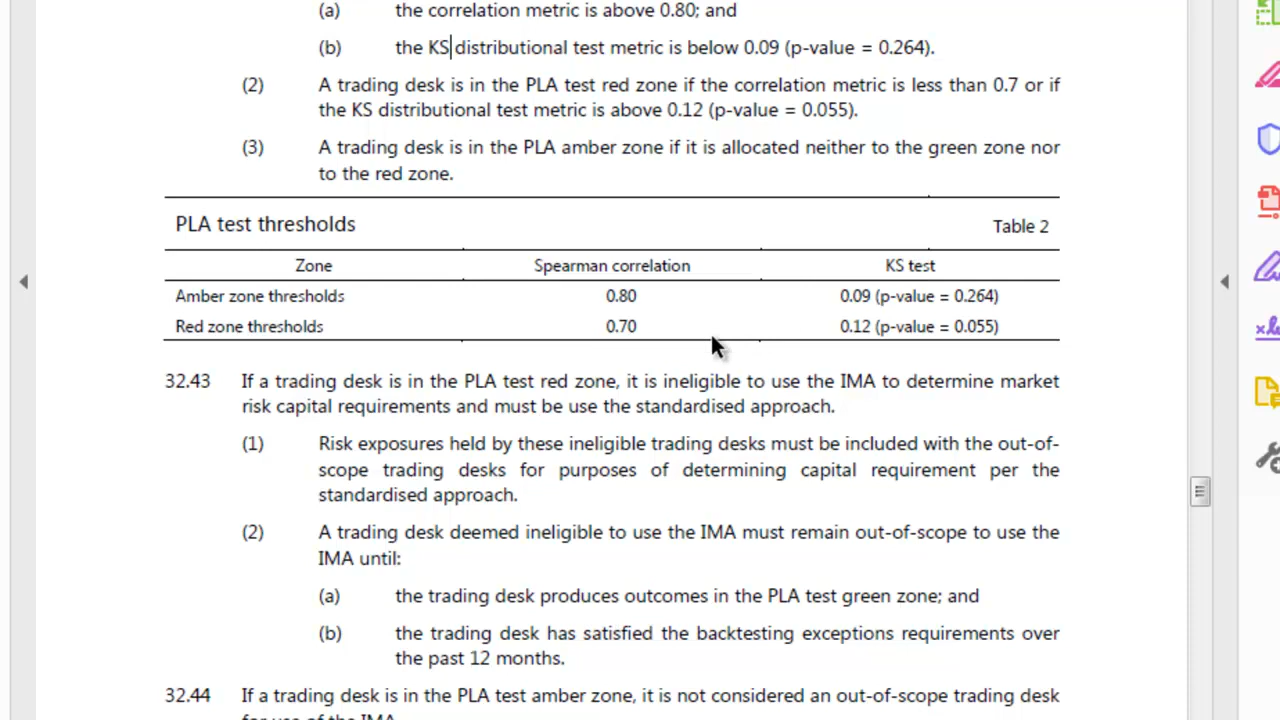 (a) the correlation metric is above 0.80; and
(b) the KS distributional test metric is below 0.09 (p-value = 0.264).
(2) A trading desk is in the PLA test red zone if the correlation metric is less than 0.7 or if
the KS distributional test metric is above 0.12 (p-value = 0.055).
(3) A trading desk is in the PLA amber zone if it is allocated neither to the green zone nor
to the red zone.
PLA test thresholds Table 2
Zone Spearman correlation KS test
Amber zone thresholds 0.80 0.09 (p-value = 0.264)
Red zone thresholds 0.70 0.12 (p-value = 0.055)
32.43 If a trading desk is in the PLA test red zone, it is ineligible to use the IMA to determine market
risk capital requirements and must be use the standardised approach.
(1) Risk exposures held by these ineligible trading desks must be included with the out-of-
scope trading desks for purposes of determining capital requirement per the
standardised approach.
(2) A trading desk deemed ineligible to use the IMA must remain out-of-scope to use the
IMA until:
(a) the trading desk produces outcomes in the PLA test green zone; and
(b) the trading desk has satisfied the backtesting exceptions requirements over
the past 12 months.
32.44 If a trading desk is in the PLA test amber zone, it is not considered an out-of-scope trading desk
for use of the IMA